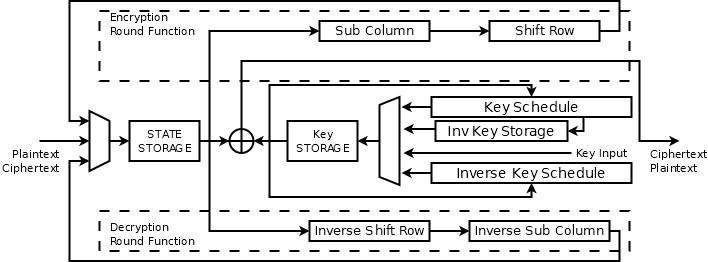 Encryption
Round Function
Sub Column
Shift Row
Key Schedule
STATE
STORAGE
Key
STORAGE
Inv Key Storage
Plaintext
Ciphertext
Key Input
Ciphertext
Plaintext
Inverse Key Schedule
Decryption
Round Function
Inverse Shift Row
Inverse Sub Column